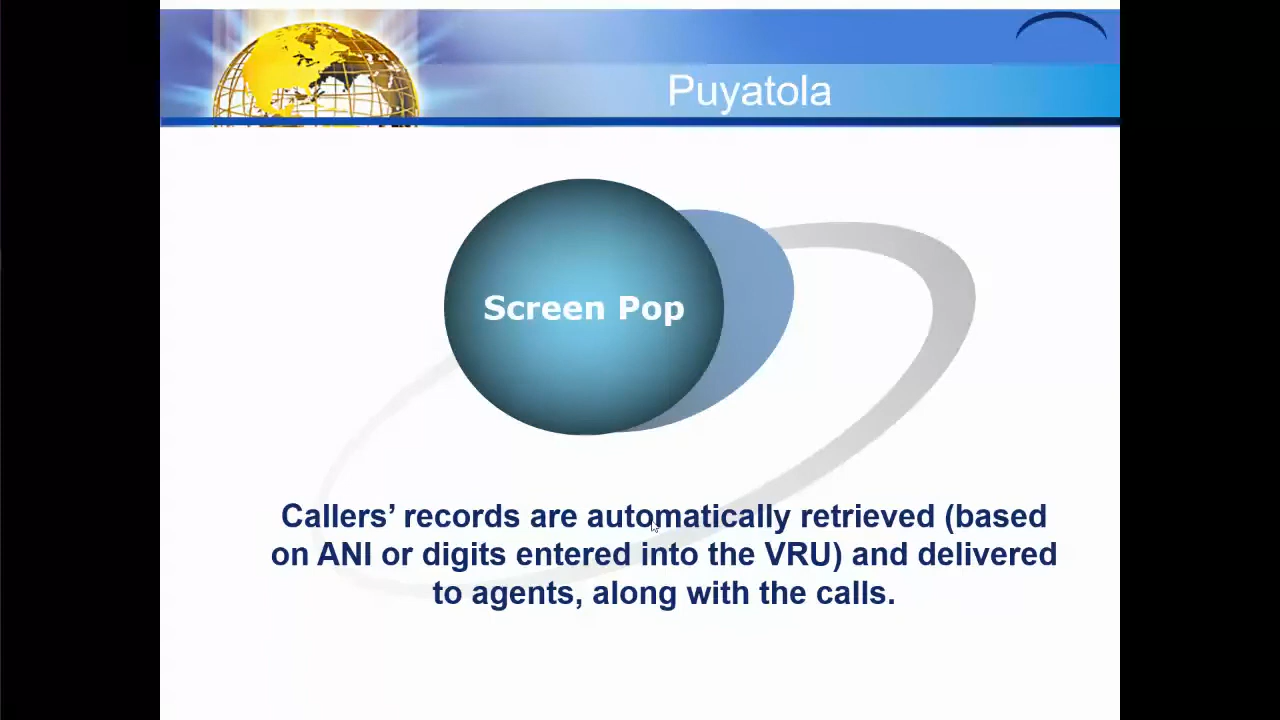 Puyatola
Screen Pop
Callers’ records are automatically retrieved (based
on ANI or digits entered into the VRU) and delivered
to agents, along with the calls.